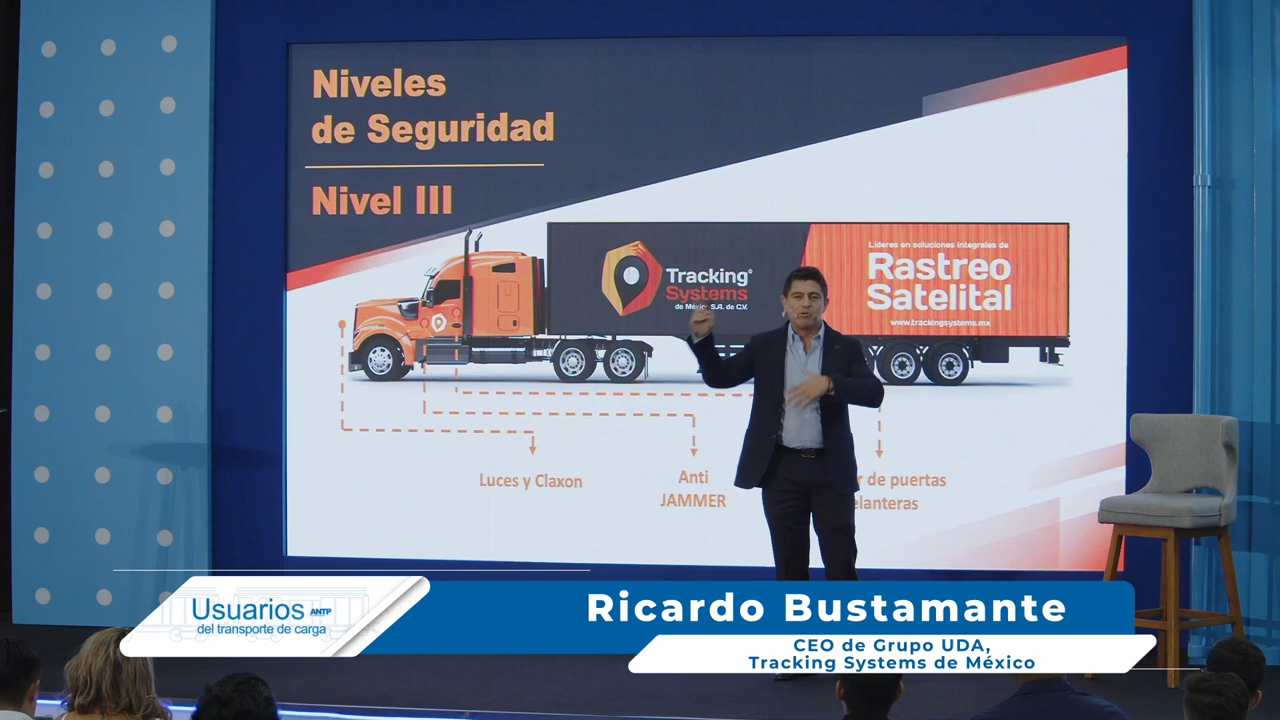 Niveles
de Seguridad
Nivel III
Tracking®
Systems
de México S.A. de C.V.
Líderes en soluciones integrales de
Rastreo
Satelital
www.trackingsystems.mx
Luces y Claxon
Anti
JAMMER
de puertas
Usuarios ANTP
del transporte de carga
Ricardo Bustamante
CEO de Grupo UDA,
Tracking Systems de México